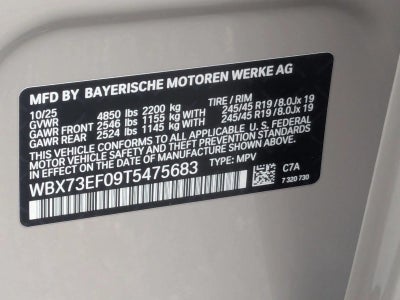 MFD BY BAYERISCHE MOTOREN WERKE AG
10/25 TIRE / RIM
GVWR 4850 lbs 2200 kg
GAWR FRONT 2546 lbs 1155 kg 245/45 R19 / 8.0Jx 19
GAWR REAR 2524 lbs 1145 kg 245/45 R19 / 8.0Jx 19
THIS VEHICLE CONFORMS TO ALL APPLICABLE U.S. FEDERAL
MOTOR VEHICLE SAFETY AND THEFT PREVENTION STANDARDS
IN EFFECT ON THE DATE OF MANUFACTURE SHOWN ABOVE.
WBX73EF09T5475683 TYPE: MPV
C7A
7 320 730